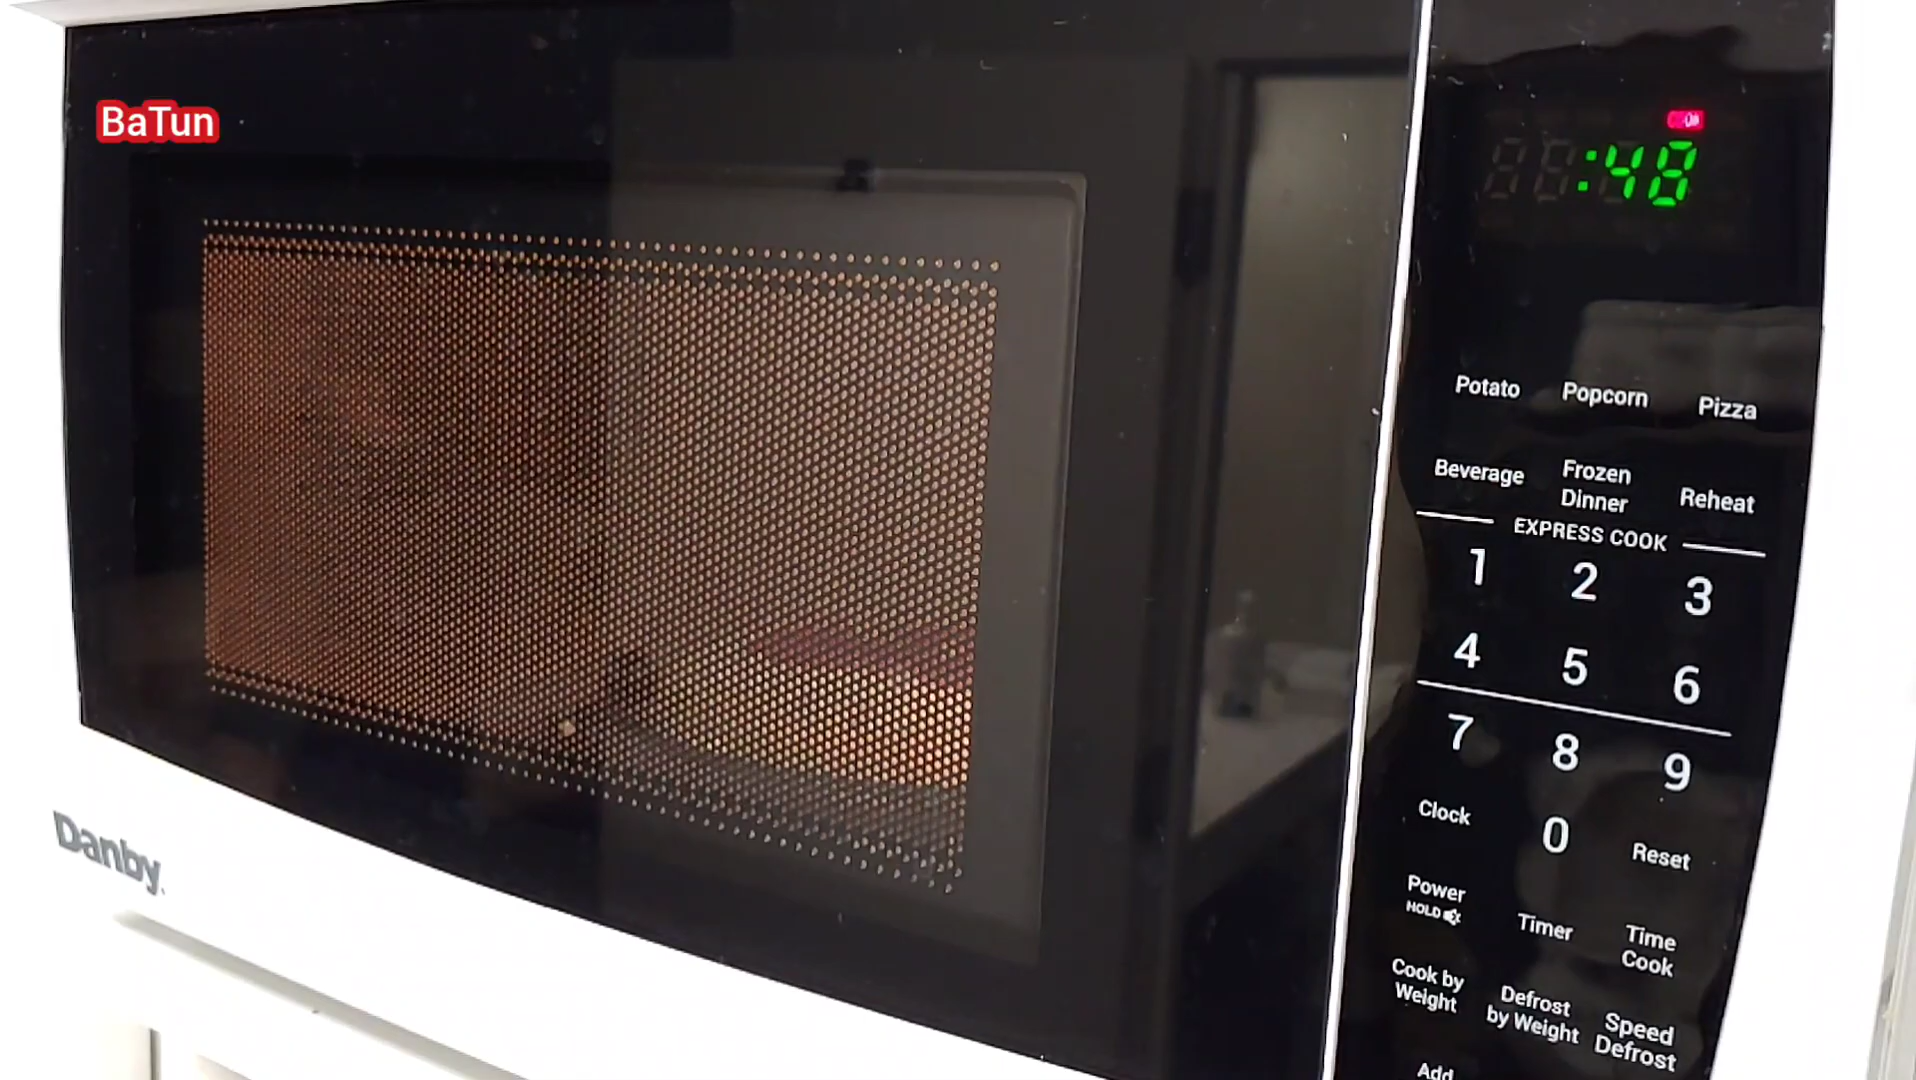 BaTun
:48
Potato Popcorn Pizza
Beverage Frozen Dinner Reheat
EXPRESS COOK
1 2 3
4 5 6
7 8 9
Clock 0 Reset
Power HOLD Timer Time Cook
Cook by Weight Defrost by Weight Speed Defrost
Add
Danby